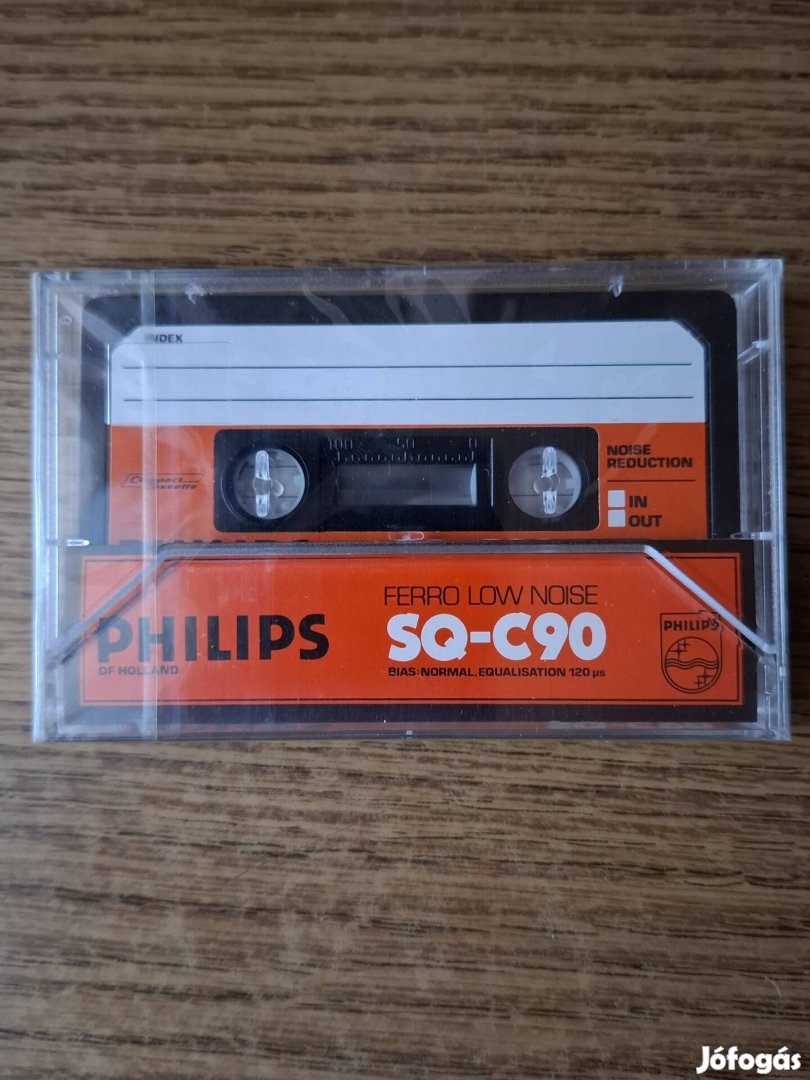 INDEX
100 50 0
Compact
Cassette
NOISE
REDUCTION
IN
OUT
FERRO LOW NOISE
PHILIPS
SQ-C90
OF HOLLAND
BIAS:NORMAL.EQUALISATION 120 µs
PHILIPS
Jófogás